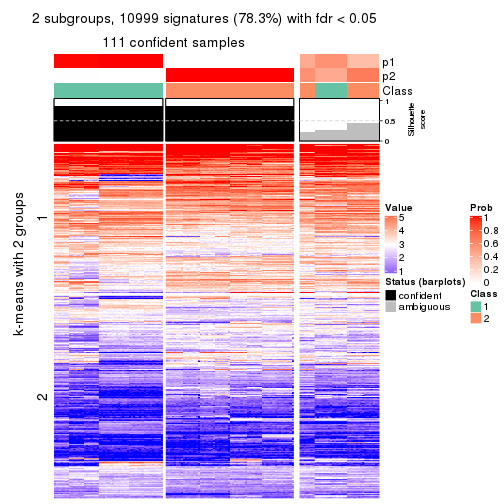 2 subgroups, 10999 signatures (78.3%) with fdr < 0.05
111 confident samples
p1
p2
Class
1
0.5
0
Silhouette
score
k-means with 2 groups
1
2
Value
5
4
3
2
1
Status (barplots)
confident
ambiguous
Prob
1
0.8
0.6
0.4
0.2
0
Class
1
2